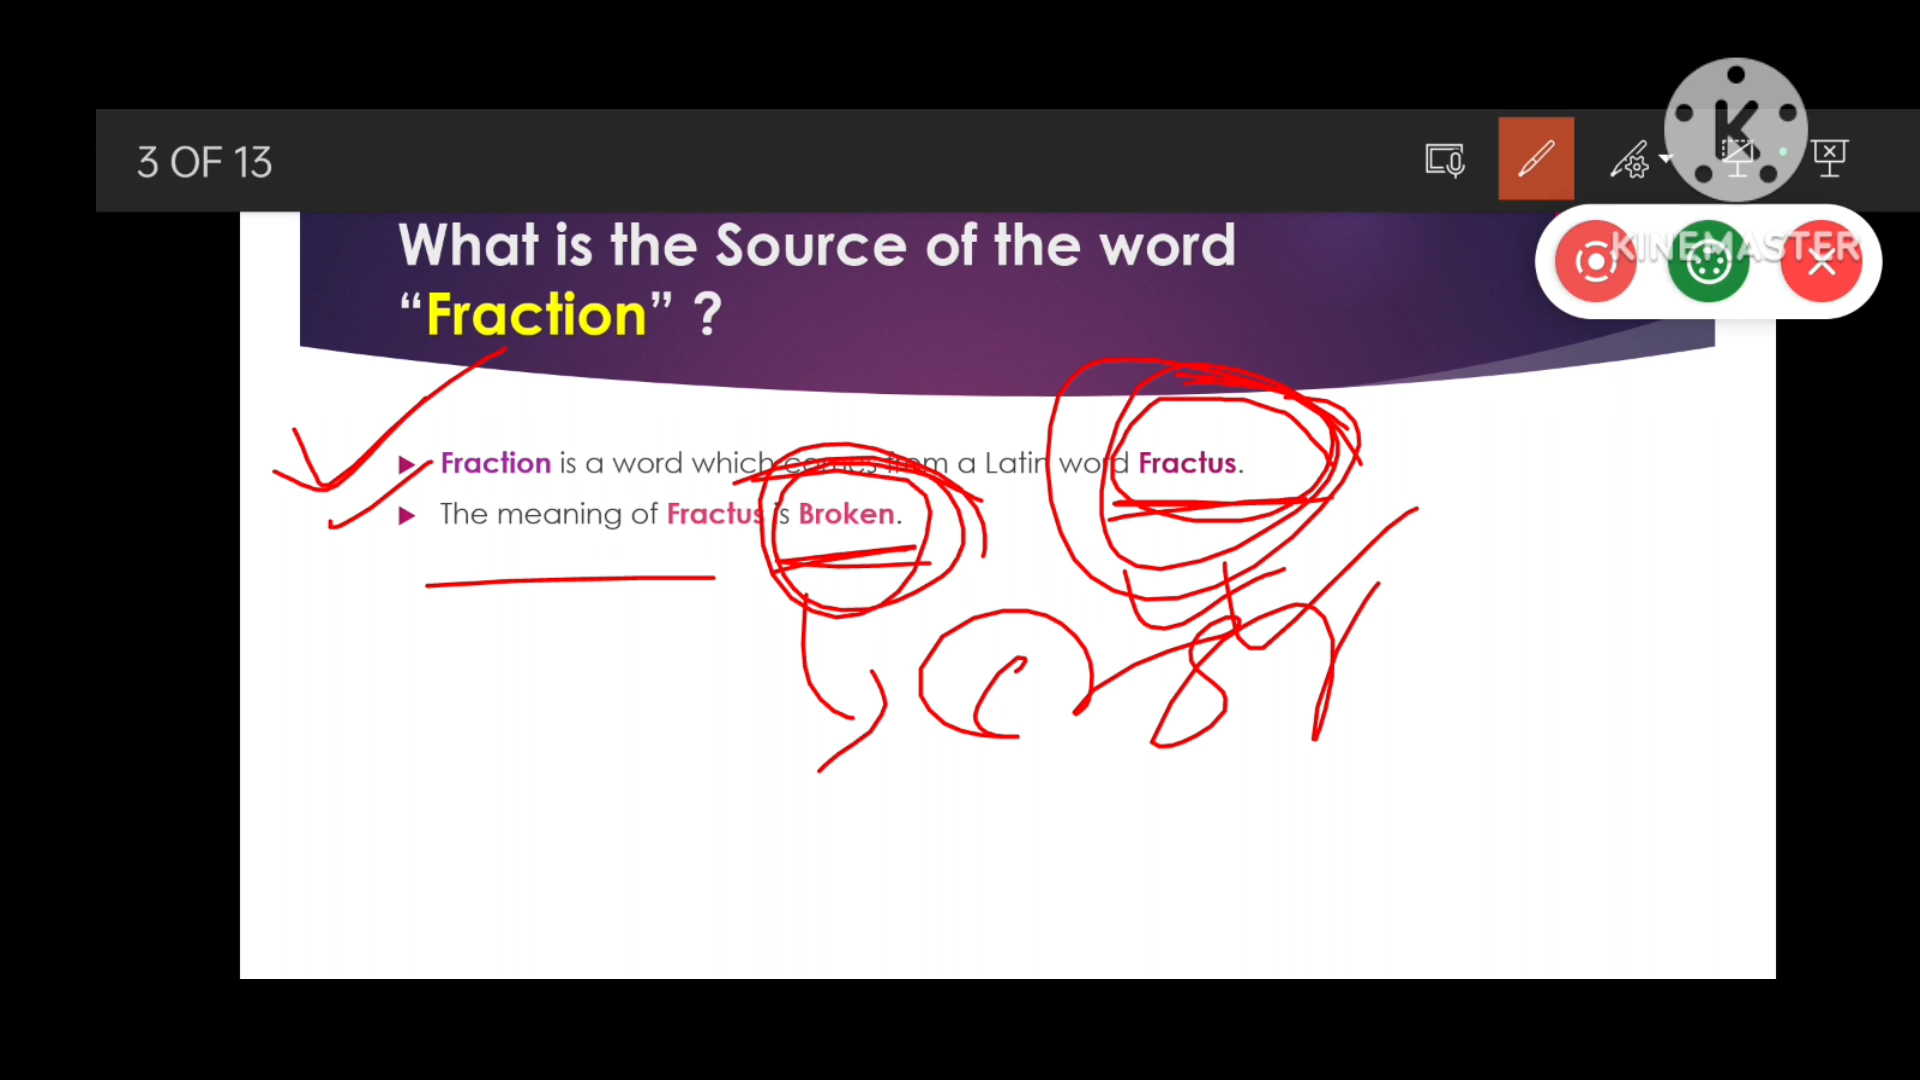 3 OF 13
K
KINEMASTER
What is the Source of the word
“Fraction” ?
Fraction is a word which comes from a Latin word Fractus.
The meaning of Fractus is Broken.